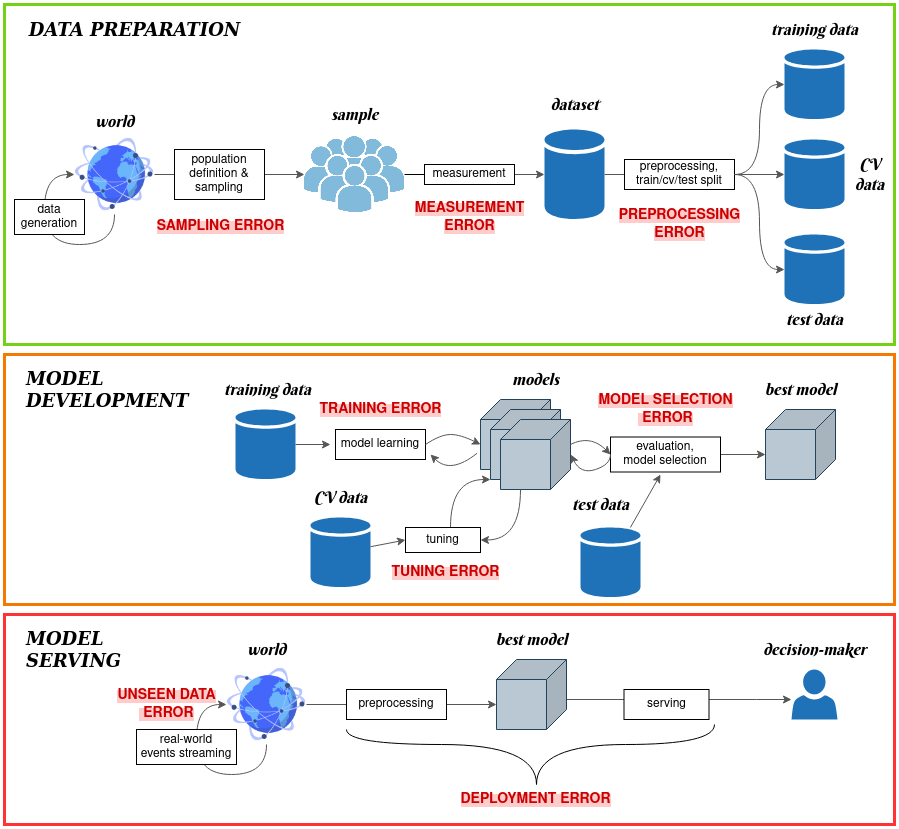 DATA PREPARATION
training data
sample
dataset
world
population
definition &
sampling
measurement
preprocessing,
train/cv/test split
CV
data
data
generation
SAMPLING ERROR
MEASUREMENT
ERROR
PREPROCESSING
ERROR
test data
MODEL
DEVELOPMENT
training data
models
best model
TRAINING ERROR
MODEL SELECTION
ERROR
model learning
evaluation,
model selection
CV data
test data
tuning
TUNING ERROR
MODEL
SERVING
world
best model
decision-maker
UNSEEN DATA
ERROR
preprocessing
serving
real-world
events streaming
DEPLOYMENT ERROR